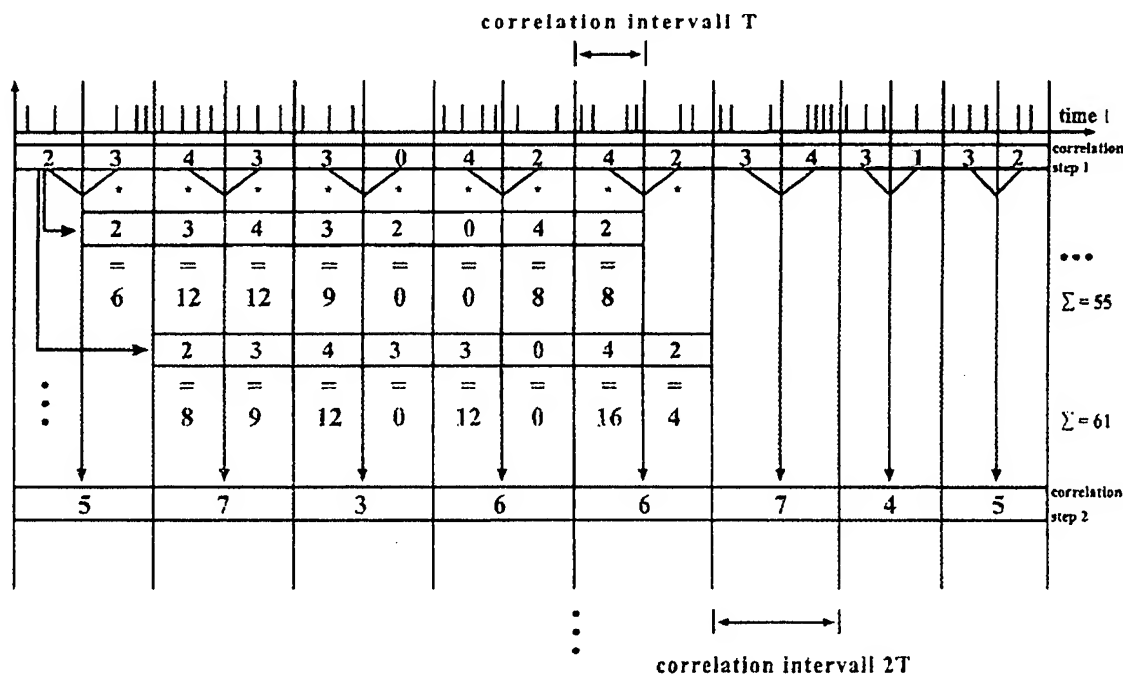 correlation intervall T
time t
2 3 4 3 3 0 4 2 4 2 3 4 3 1 3 2 correlation step 1
* * * * * * * * *
2 3 4 3 2 0 4 2
= = = = = = = =
•••
6 12 12 9 0 0 8 8 Σ = 55
2 3 4 3 3 0 4 2
= = = = = = = =
8 9 12 0 12 0 16 4 Σ = 61
5 7 3 6 6 7 4 5 correlation step 2
correlation intervall 2T